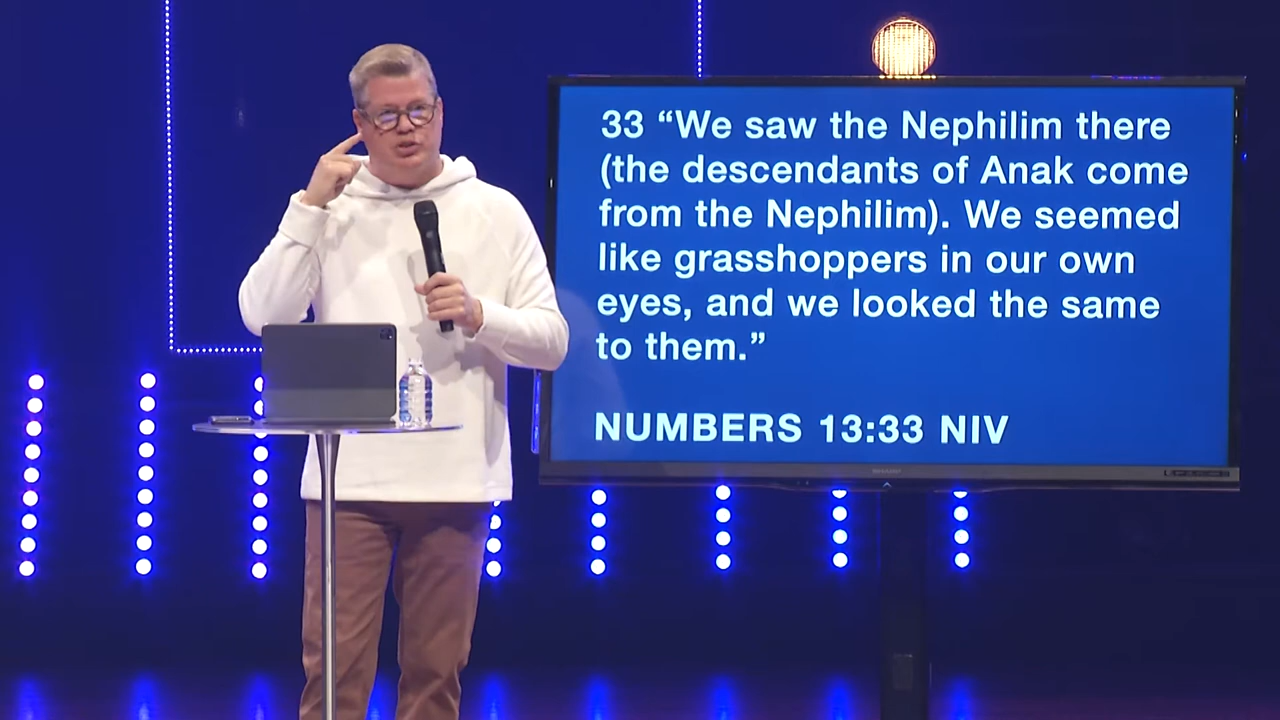 33 “We saw the Nephilim there
(the descendants of Anak come
from the Nephilim). We seemed
like grasshoppers in our own
eyes, and we looked the same
to them.”
NUMBERS 13:33 NIV
SHARP